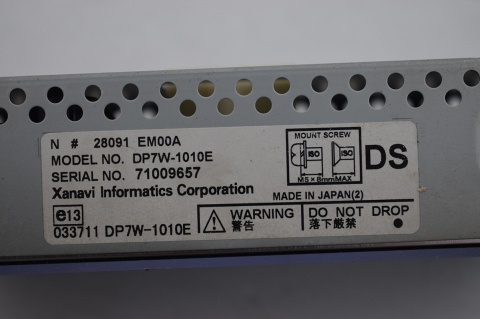 N # 28091 EM00A
MODEL NO. DP7W-1010E
SERIAL NO. 71009657
Xanavi Informatics Corporation
MOUNT SCREW
ISO ISO
M5×8mmMAX
DS
MADE IN JAPAN(2)
e13
033711 DP7W-1010E
WARNING
警告
DO NOT DROP
落下厳禁